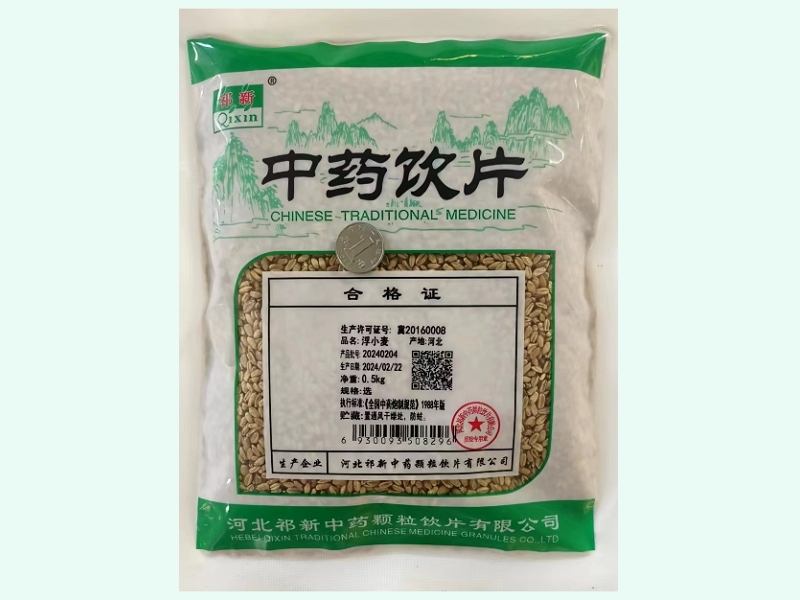 祁新
Qixin
®
中药饮片
CHINESE TRADITIONAL MEDICINE
合格证
生产许可证号: 冀20160008
品名: 浮小麦 产地: 河北
产品批号: 20240204
生产日期: 2024/02/22
净重: 0.5kg
规格: 选
执行标准:《全国中药炮制规范》1988年版
贮藏: 置通风干燥处, 防蛀。
6 930093 508296
生产企业 河北祁新中药颗粒饮片有限公司
河北祁新中药颗粒饮片有限公司
HEBEI QIXIN TRADITIONAL CHINESE MEDICINE GRANULES CO.,LTD